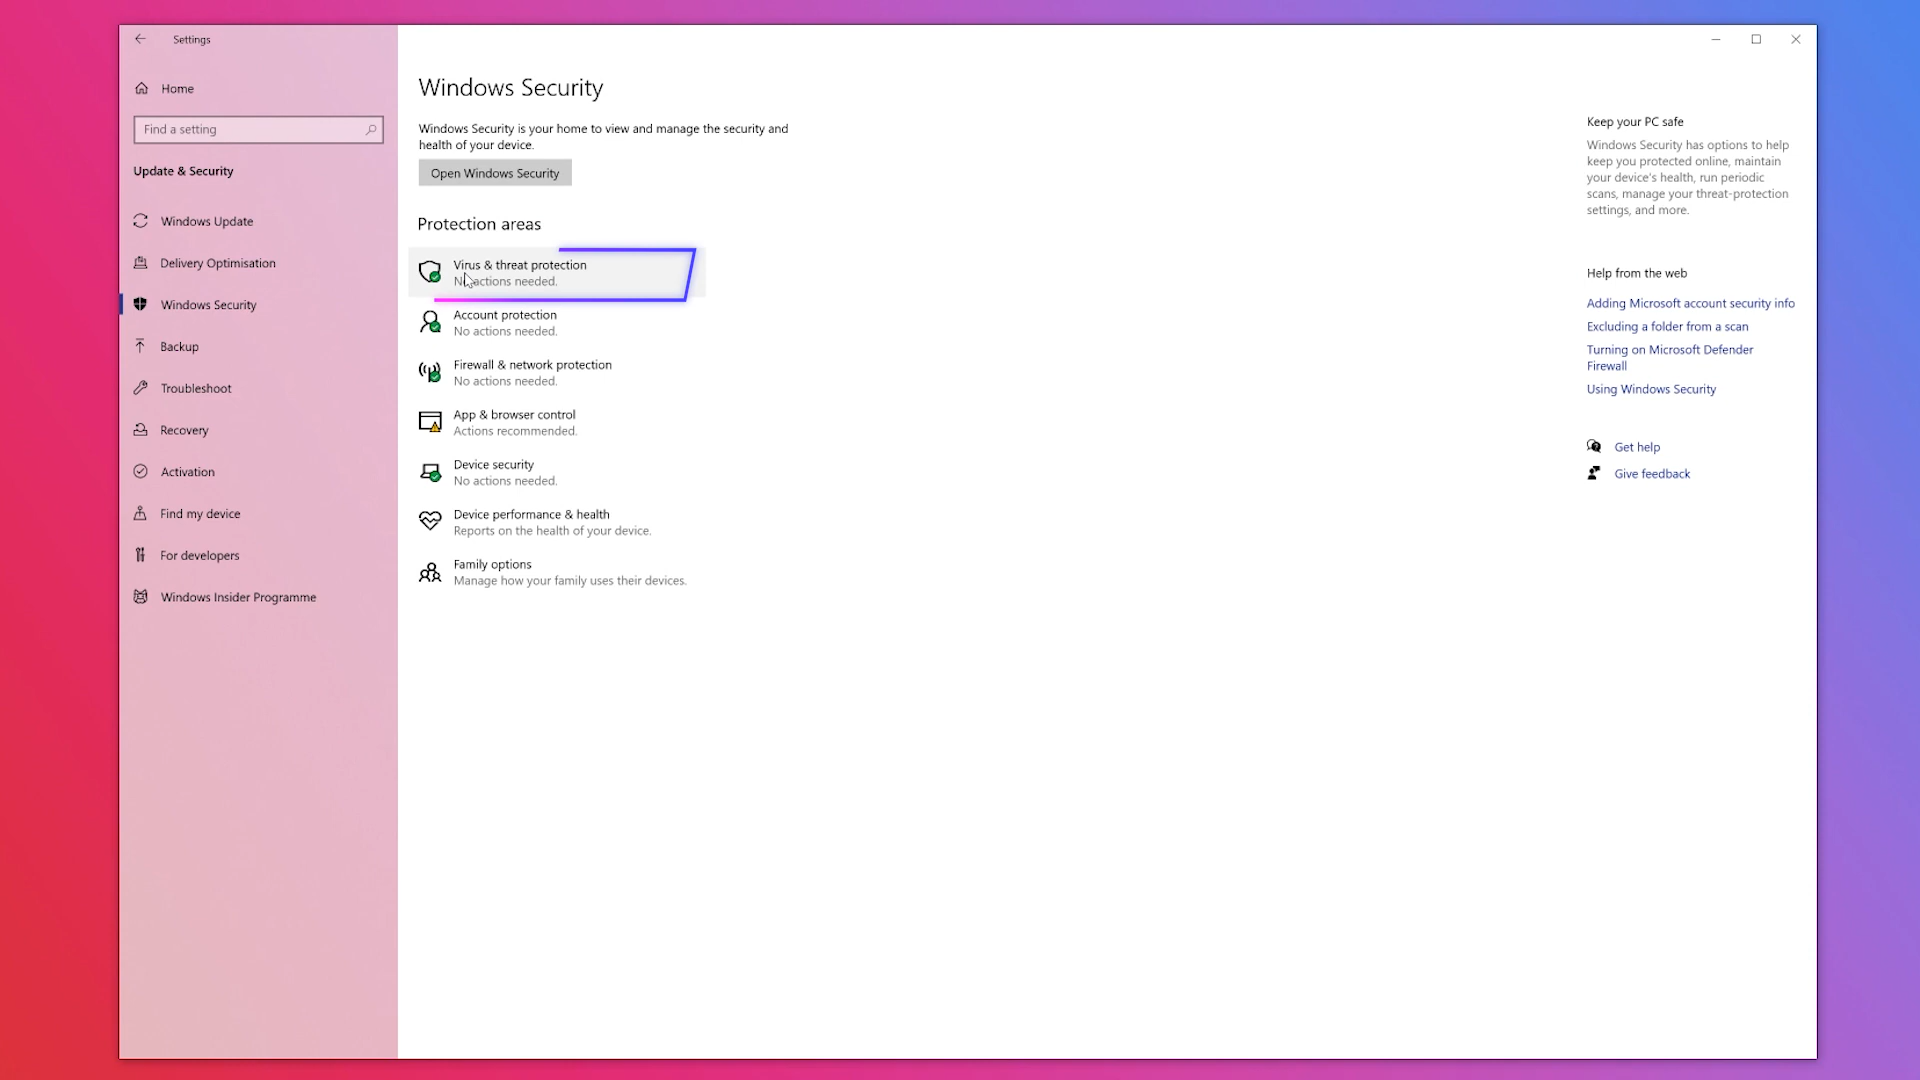 Settings
Home
Find a setting
Update & Security
Windows Update
Delivery Optimisation
Windows Security
Backup
Troubleshoot
Recovery
Activation
Find my device
For developers
Windows Insider Programme
Windows Security
Windows Security is your home to view and manage the security and
health of your device.
Open Windows Security
Protection areas
Virus & threat protection
No actions needed.
Account protection
No actions needed.
Firewall & network protection
No actions needed.
App & browser control
Actions recommended.
Device security
No actions needed.
Device performance & health
Reports on the health of your device.
Family options
Manage how your family uses their devices.
Keep your PC safe
Windows Security has options to help
keep you protected online, maintain
your device's health, run periodic
scans, manage your threat-protection
settings, and more.
Help from the web
Adding Microsoft account security info
Excluding a folder from a scan
Turning on Microsoft Defender
Firewall
Using Windows Security
Get help
Give feedback